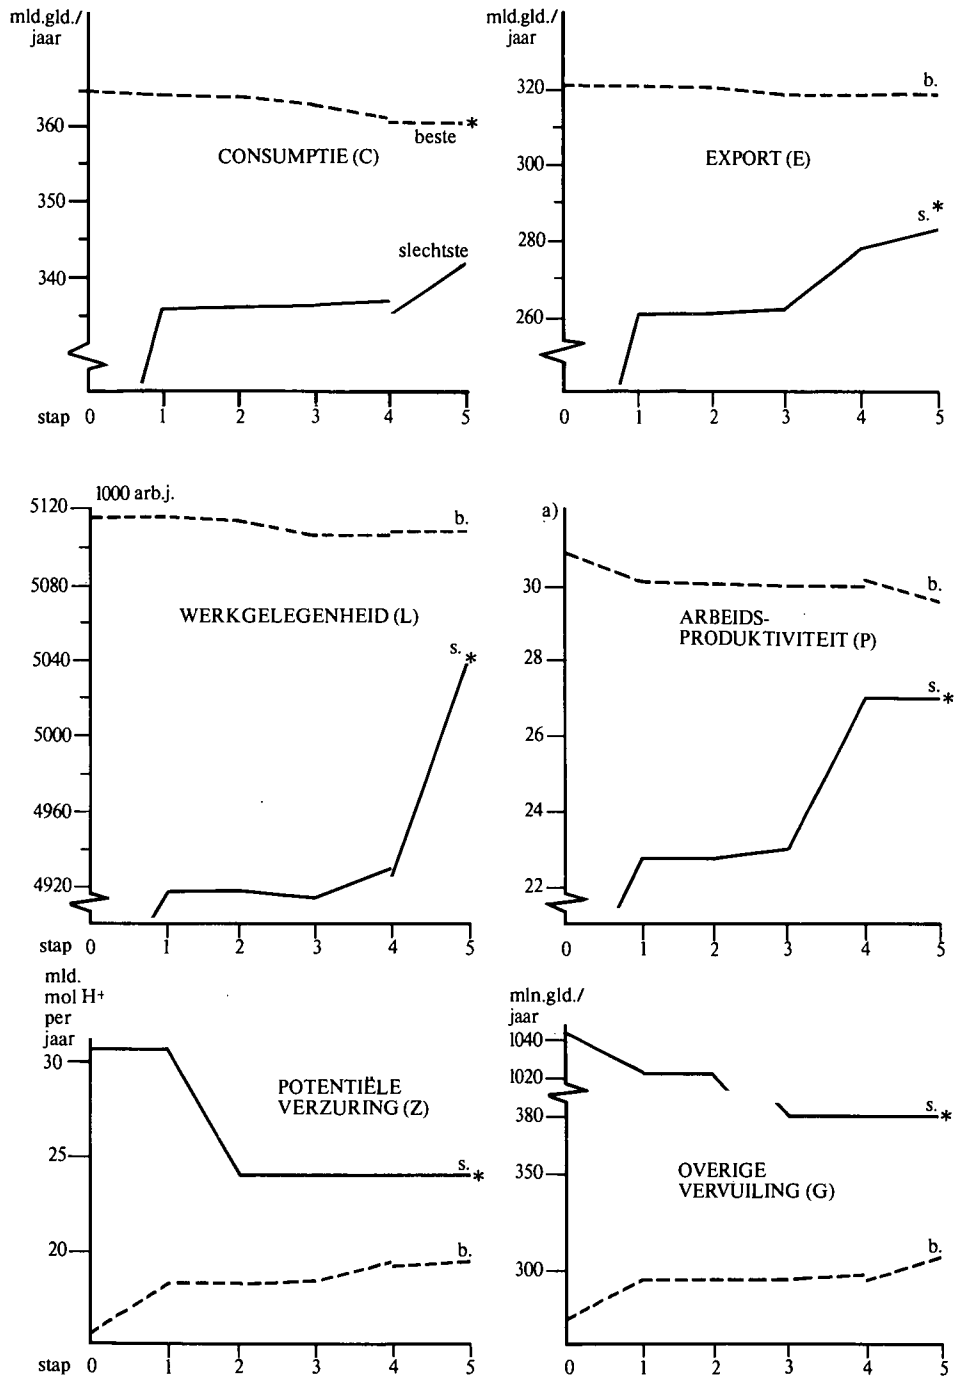 mld.gld./
jaar
360
350
340
beste *
CONSUMPTIE (C)
slechtste
stap 0 1 2 3 4 5
mld.gld./
jaar
320
300
280
260
b.
EXPORT (E)
s. *
0 1 2 3 4 5
1000 arb.j.
5120
5080
5040
5000
4960
4920
b.
WERKGELEGENHEID (L)
s. *
stap 0 1 2 3 4 5
a)
30
28
26
24
22
b.
ARBEIDS-
PRODUKTIVITEIT (P)
s. *
0 1 2 3 4 5
mld.
mol H+
per
jaar
30
25
20
POTENTIËLE
VERZURING (Z)
s. *
b.
stap 0 1 2 3 4 5
mln.gld./
jaar
1040
1020
380
350
300
s. *
OVERIGE
VERVUILING (G)
b.
0 1 2 3 4 5